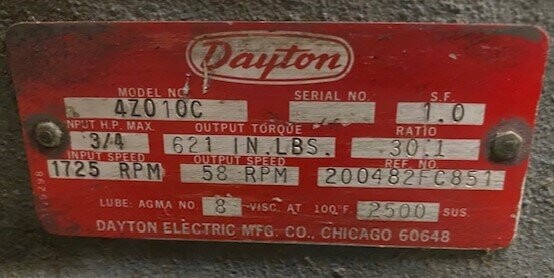 Dayton
MODEL NO. SERIAL NO. S.F.
4Z010C 1.0
INPUT H.P. MAX. OUTPUT TORQUE RATIO
3/4 621 IN.LBS. 30:1
INPUT SPEED OUTPUT SPEED REF. NO.
1725 RPM 58 RPM 200482FC851
LUBE: AGMA NO 8 -VISC. AT 100°F 2500 SUS.
DAYTON ELECTRIC MFG. CO., CHICAGO 60648